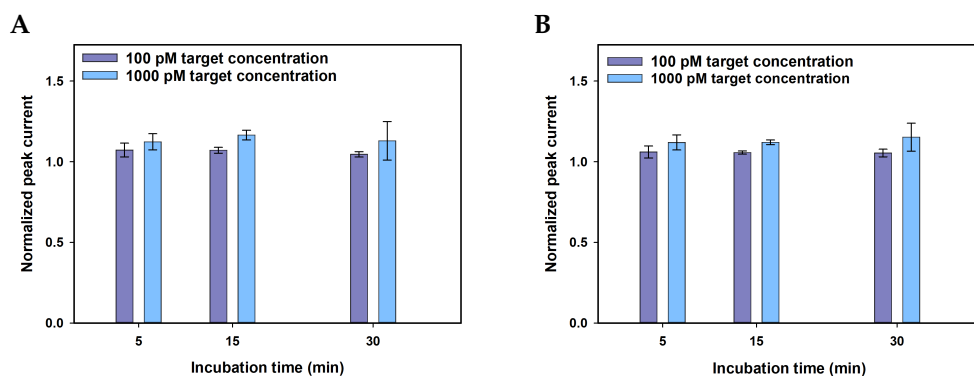 A
100 pM target concentration
1000 pM target concentration
1.5
1.0
0.5
0.0
Normalized peak current
5 15 30
Incubation time (min)
B
100 pM target concentration
1000 pM target concentration
1.5
1.0
0.5
0.0
Normalized peak current
5 15 30
Incubation time (min)